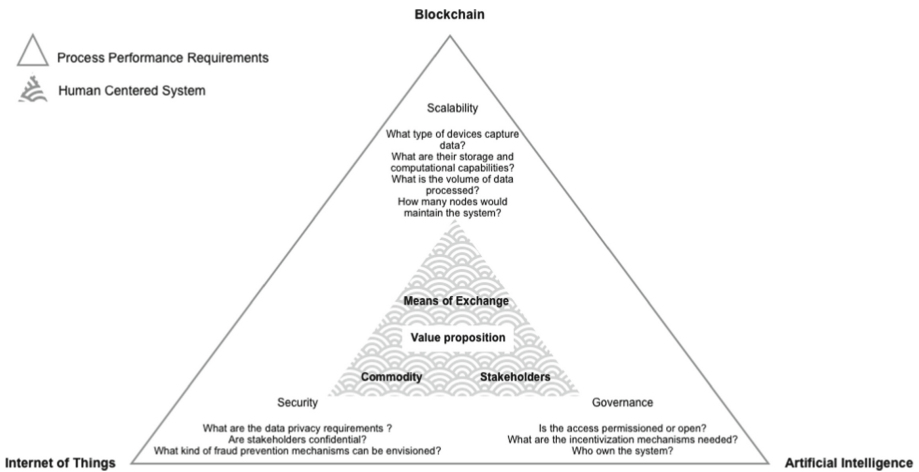 Blockchain
Process Performance Requirements
Human Centered System
Scalability
What type of devices capture
data?
What are their storage and
computational capabilities?
What is the volume of data
processed?
How many nodes would
maintain the system?
Means of Exchange
Value proposition
Commodity
Stakeholders
Security
What are the data privacy requirements ?
Are stakeholders confidential?
What kind of fraud prevention mechanisms can be envisioned?
Governance
Is the access permissioned or open?
What are the incentivization mechanisms needed?
Who own the system?
Internet of Things
Artificial Intelligence